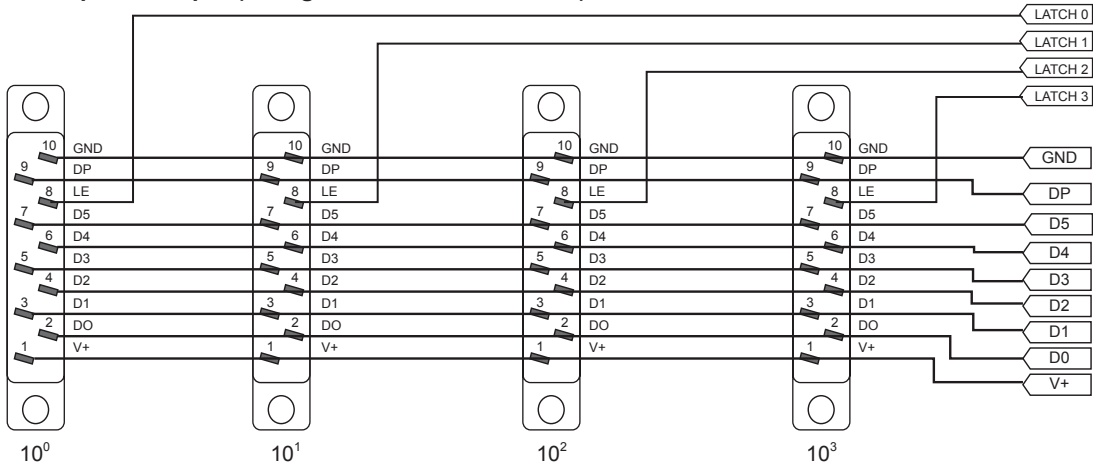 LATCH 0
LATCH 1
LATCH 2
LATCH 3
10 GND 10 GND 10 GND 10 GND GND
9 DP 9 DP 9 DP 9 DP DP
8 LE 8 LE 8 LE 8 LE
7 D5 7 D5 7 D5 7 D5 D5
6 D4 6 D4 6 D4 6 D4 D4
5 D3 5 D3 5 D3 5 D3 D3
4 D2 4 D2 4 D2 4 D2 D2
3 D1 3 D1 3 D1 3 D1 D1
2 DO 2 DO 2 DO 2 DO D0
1 V+ 1 V+ 1 V+ 1 V+ V+
10⁰ 10¹ 10² 10³